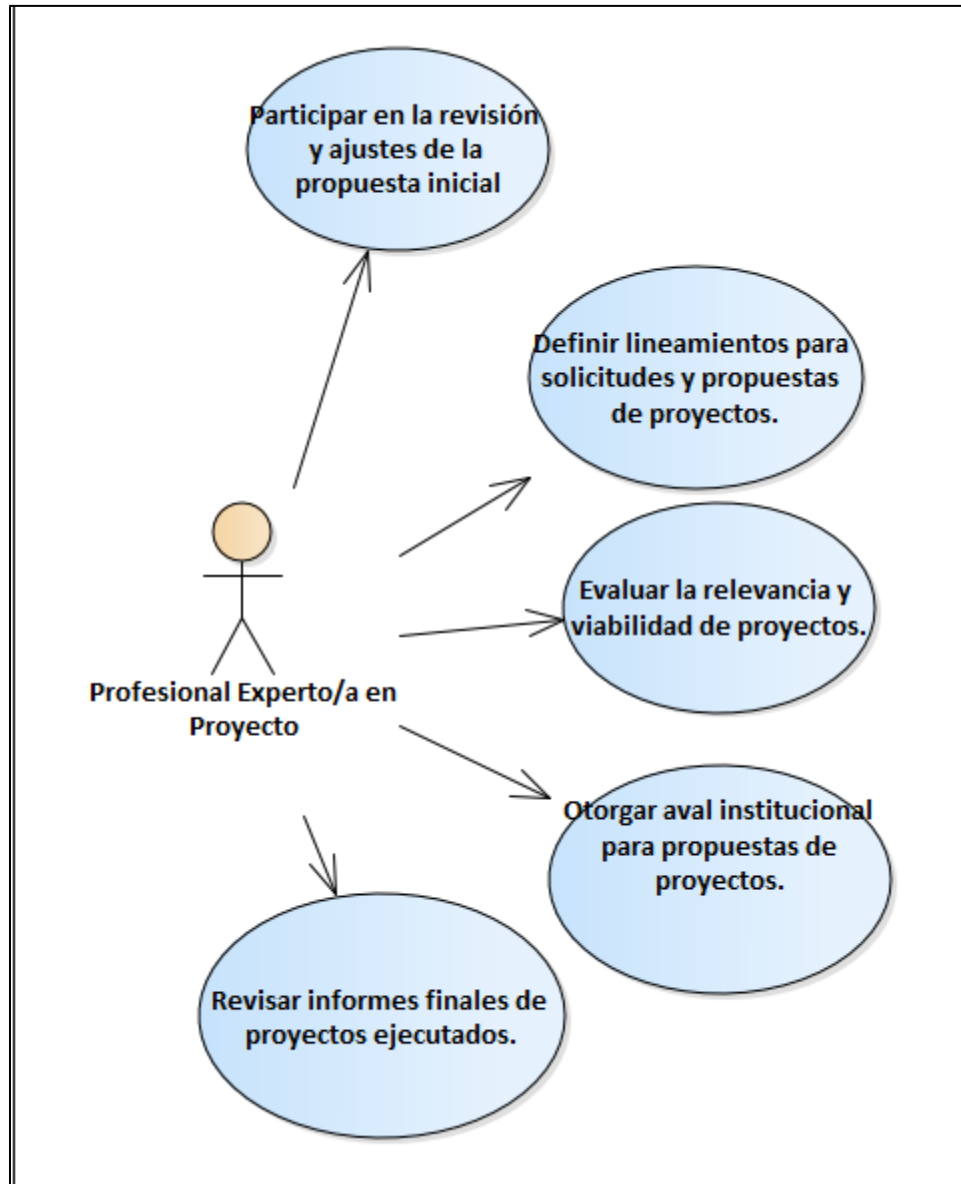 Participar en la revisión
y ajustes de la
propuesta inicial
Definir lineamientos para
solicitudes y propuestas
de proyectos.
Evaluar la relevancia y
viabilidad de proyectos.
Profesional Experto/a en
Proyecto
Otorgar aval institucional
para propuestas de
proyectos.
Revisar informes finales de
proyectos ejecutados.